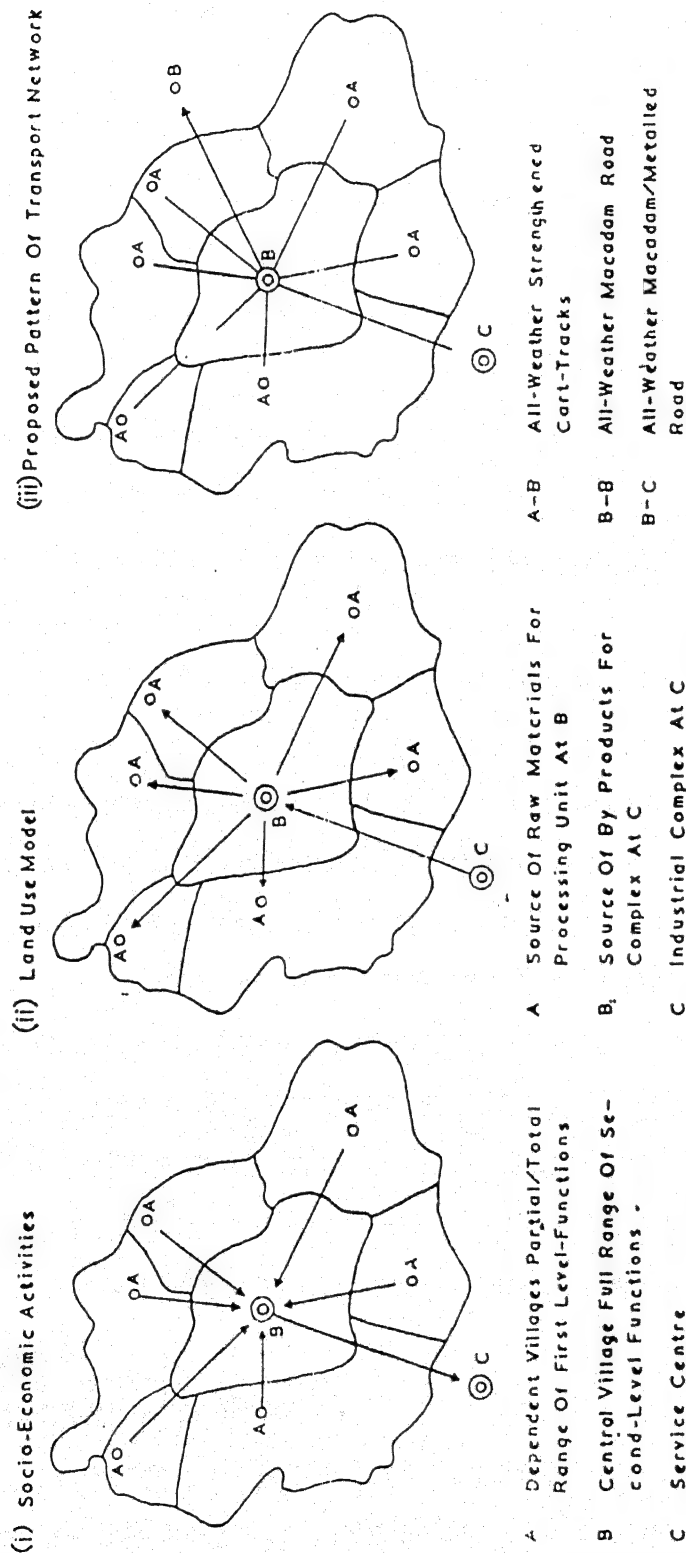 (i) Socio-Economic Activities
A
A
A
A
A
A
B
C
A Dependent Villages Partial/Total
Range Of First Level-Functions
B Central Village Full Range Of Se-
cond-Level Functions -
C Service Centre
(ii) Land Use Model
A
A
A
A
A
A
B
C
A Source Of Raw Materials For
Processing Unit At B
B, Source Of By Products For
Complex At C
C Industrial Complex At C
(iii) Proposed Pattern Of Transport Network
A
A
A
B
A
A
A
B
C
A-B All-Weather Strengthened
Cart-Tracks
B-B All-Weather Macadam Road
B-C All-Weather Macadam/Metalled
Road